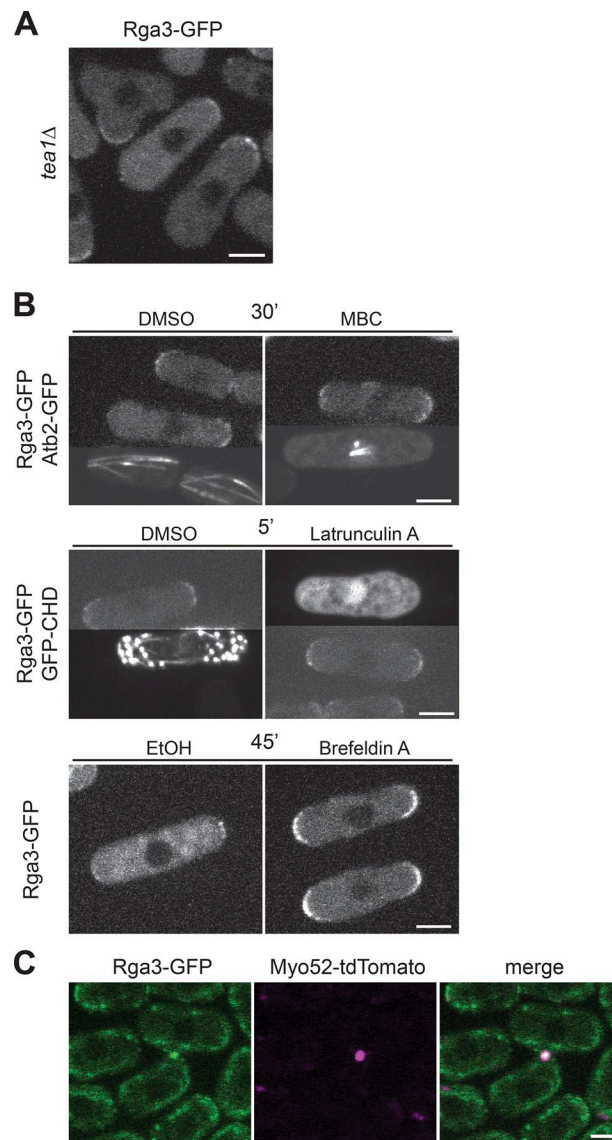 A
Rga3-GFP
tea1Δ
B
30'
DMSO MBC
Rga3-GFP
Atb2-GFP
5'
DMSO Latrunculin A
Rga3-GFP
GFP-CHD
45'
EtOH Brefeldin A
Rga3-GFP
C
Rga3-GFP Myo52-tdTomato merge